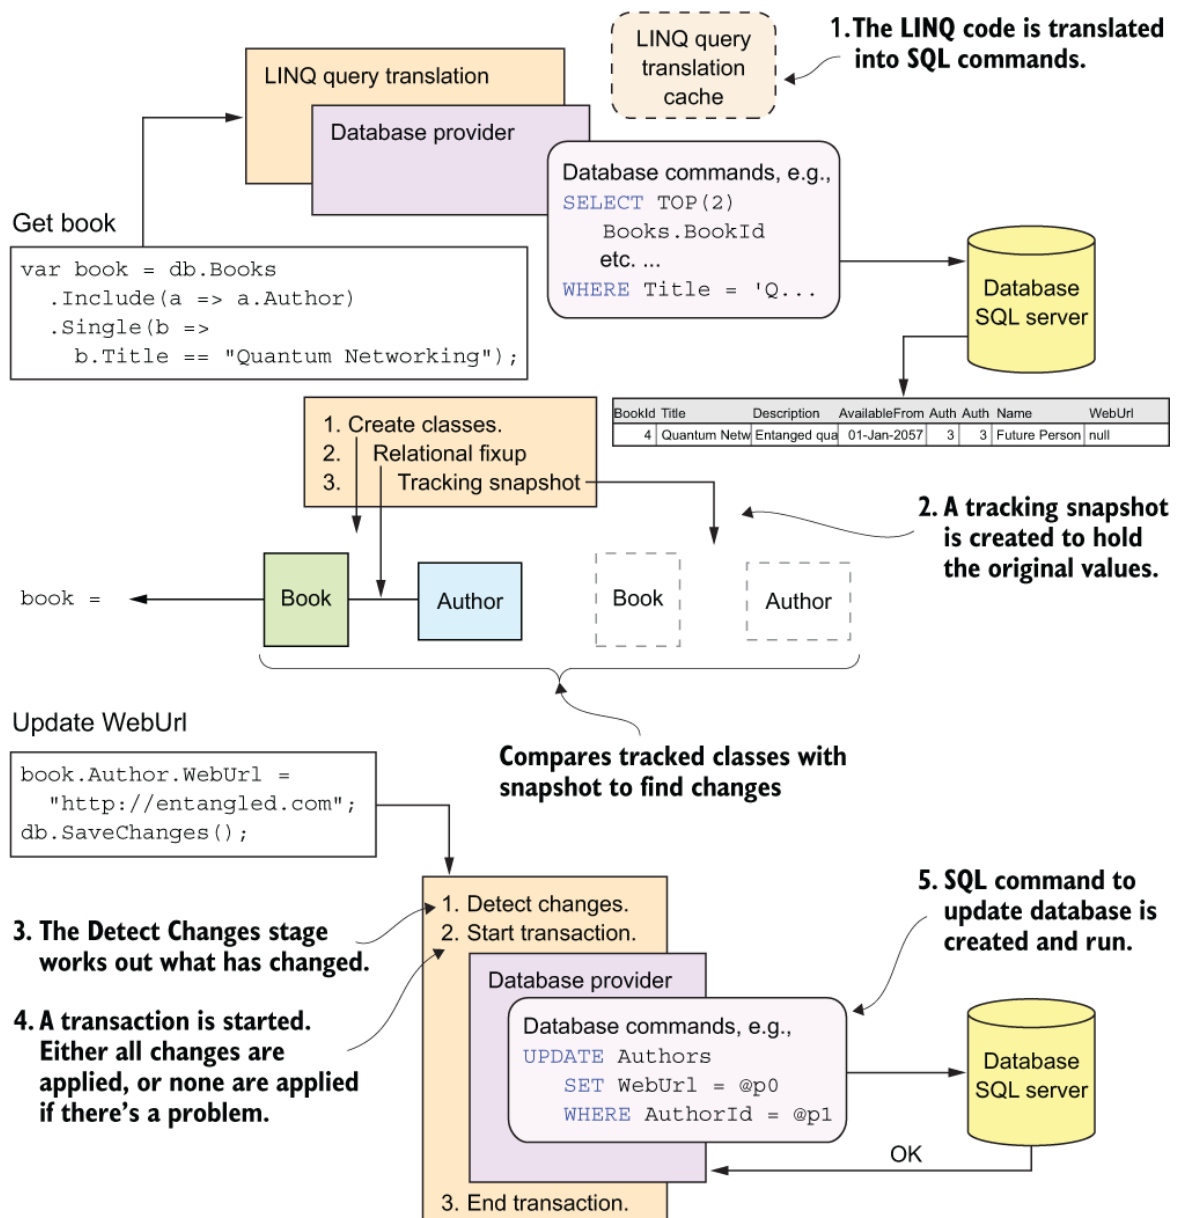 LINQ query
translation
cache
1. The LINQ code is translated
into SQL commands.
LINQ query translation
Database provider
Database commands, e.g.,
SELECT TOP(2)
Books.BookId
etc. ...
WHERE Title = 'Q...
Get book
var book = db.Books
.Include(a => a.Author)
.Single(b =>
b.Title == "Quantum Networking");
Database
SQL server
BookId Title Description AvailableFrom Auth Auth Name WebUrl
4 Quantum Netw Entanged qua 01-Jan-2057 3 3 Future Person null
1. Create classes.
2. Relational fixup
3. Tracking snapshot
2. A tracking snapshot
is created to hold
the original values.
book =
Book
Author
Book
Author
Compares tracked classes with
snapshot to find changes
Update WebUrl
book.Author.WebUrl =
"http://entangled.com";
db.SaveChanges();
1. Detect changes.
2. Start transaction.
3. The Detect Changes stage
works out what has changed.
4. A transaction is started.
Either all changes are
applied, or none are applied
if there's a problem.
Database provider
Database commands, e.g.,
UPDATE Authors
SET WebUrl = @p0
WHERE AuthorId = @p1
5. SQL command to
update database is
created and run.
Database
SQL server
OK
3. End transaction.